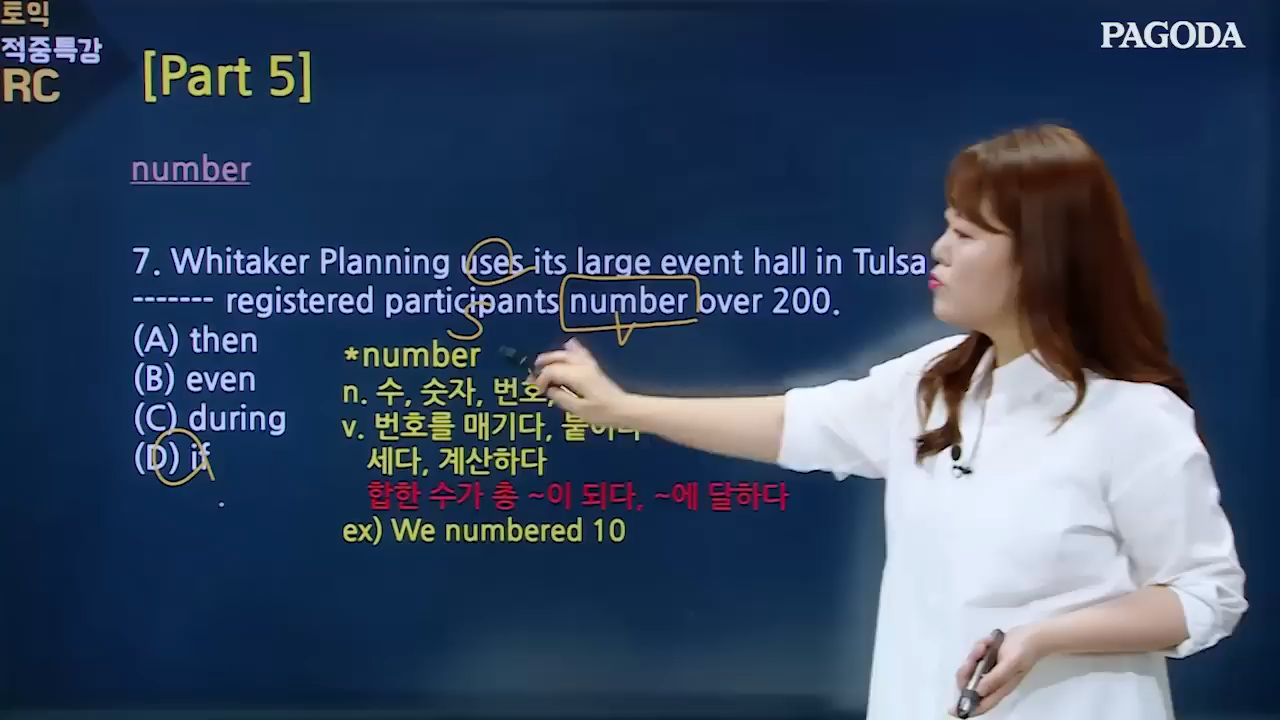 토익
적중특강
RC
PAGODA
[Part 5]
number
7. Whitaker Planning uses its large event hall in Tulsa
------- registered participants number over 200.
(A) then
(B) even
(C) during
(D) if
S
V
*number
n. 수, 숫자, 번호,
v. 번호를 매기다, 붙이다
세다, 계산하다
합한 수가 총 ~이 되다, ~에 달하다
ex) We numbered 10